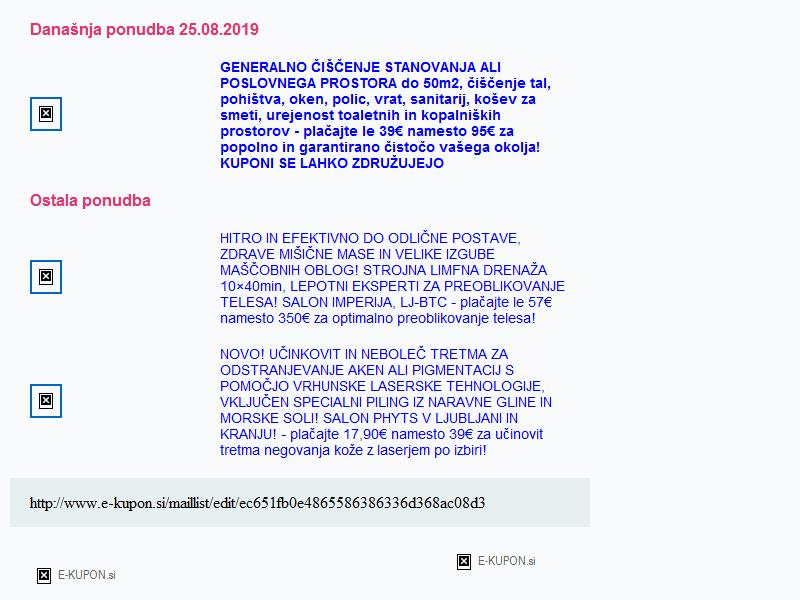 Današnja ponudba 25.08.2019
GENERALNO ČIŠČENJE STANOVANJA ALI
POSLOVNEGA PROSTORA do 50m2, čiščenje tal,
pohištva, oken, polic, vrat, sanitarij, košev za
smeti, urejenost toaletnih in kopalniških
prostorov - plačajte le 39€ namesto 95€ za
popolno in garantirano čistočo vašega okolja!
KUPONI SE LAHKO ZDRUŽUJEJO
Ostala ponudba
HITRO IN EFEKTIVNO DO ODLIČNE POSTAVE,
ZDRAVE MIŠIČNE MASE IN VELIKE IZGUBE
MAŠČOBNIH OBLOG! STROJNA LIMFNA DRENAŽA
10×40min, LEPOTNI EKSPERTI ZA PREOBLIKOVANJE
TELESA! SALON IMPERIJA, LJ-BTC - plačajte le 57€
namesto 350€ za optimalno preoblikovanje telesa!
NOVO! UČINKOVIT IN NEBOLEČ TRETMA ZA
ODSTRANJEVANJE AKEN ALI PIGMENTACIJ S
POMOČJO VRHUNSKE LASERSKE TEHNOLOGIJE,
VKLJUČEN SPECIALNI PILING IZ NARAVNE GLINE IN
MORSKE SOLI! SALON PHYTS V LJUBLJANI IN
KRANJU! - plačajte 17,90€ namesto 39€ za učinovit
tretma negovanja kože z laserjem po izbiri!
http://www.e-kupon.si/maillist/edit/ec651fb0e4865586386336d368ac08d3
E-KUPON.si
E-KUPON.si